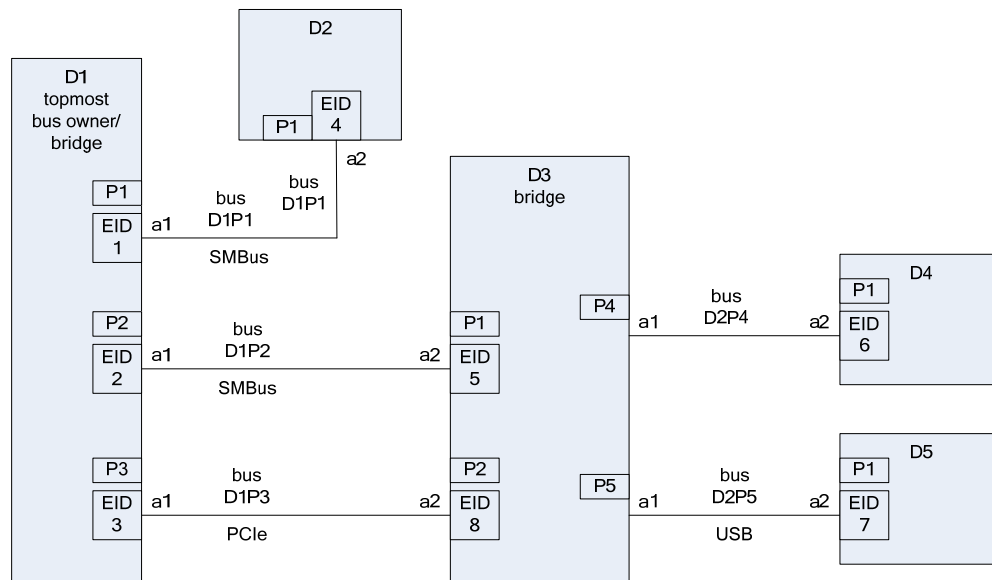 D1
topmost
bus owner/
bridge
P1
EID
1
a1
bus
D1P1
SMBus
bus
D1P1
D2
P1
EID
4
a2
P2
EID
2
a1
bus
D1P2
SMBus
a2
P3
EID
3
a1
bus
D1P3
PCIe
a2
D3
bridge
P1
EID
5
P2
EID
8
P4
a1
bus
D2P4
a2
P5
a1
bus
D2P5
USB
a2
D4
P1
EID
6
D5
P1
EID
7